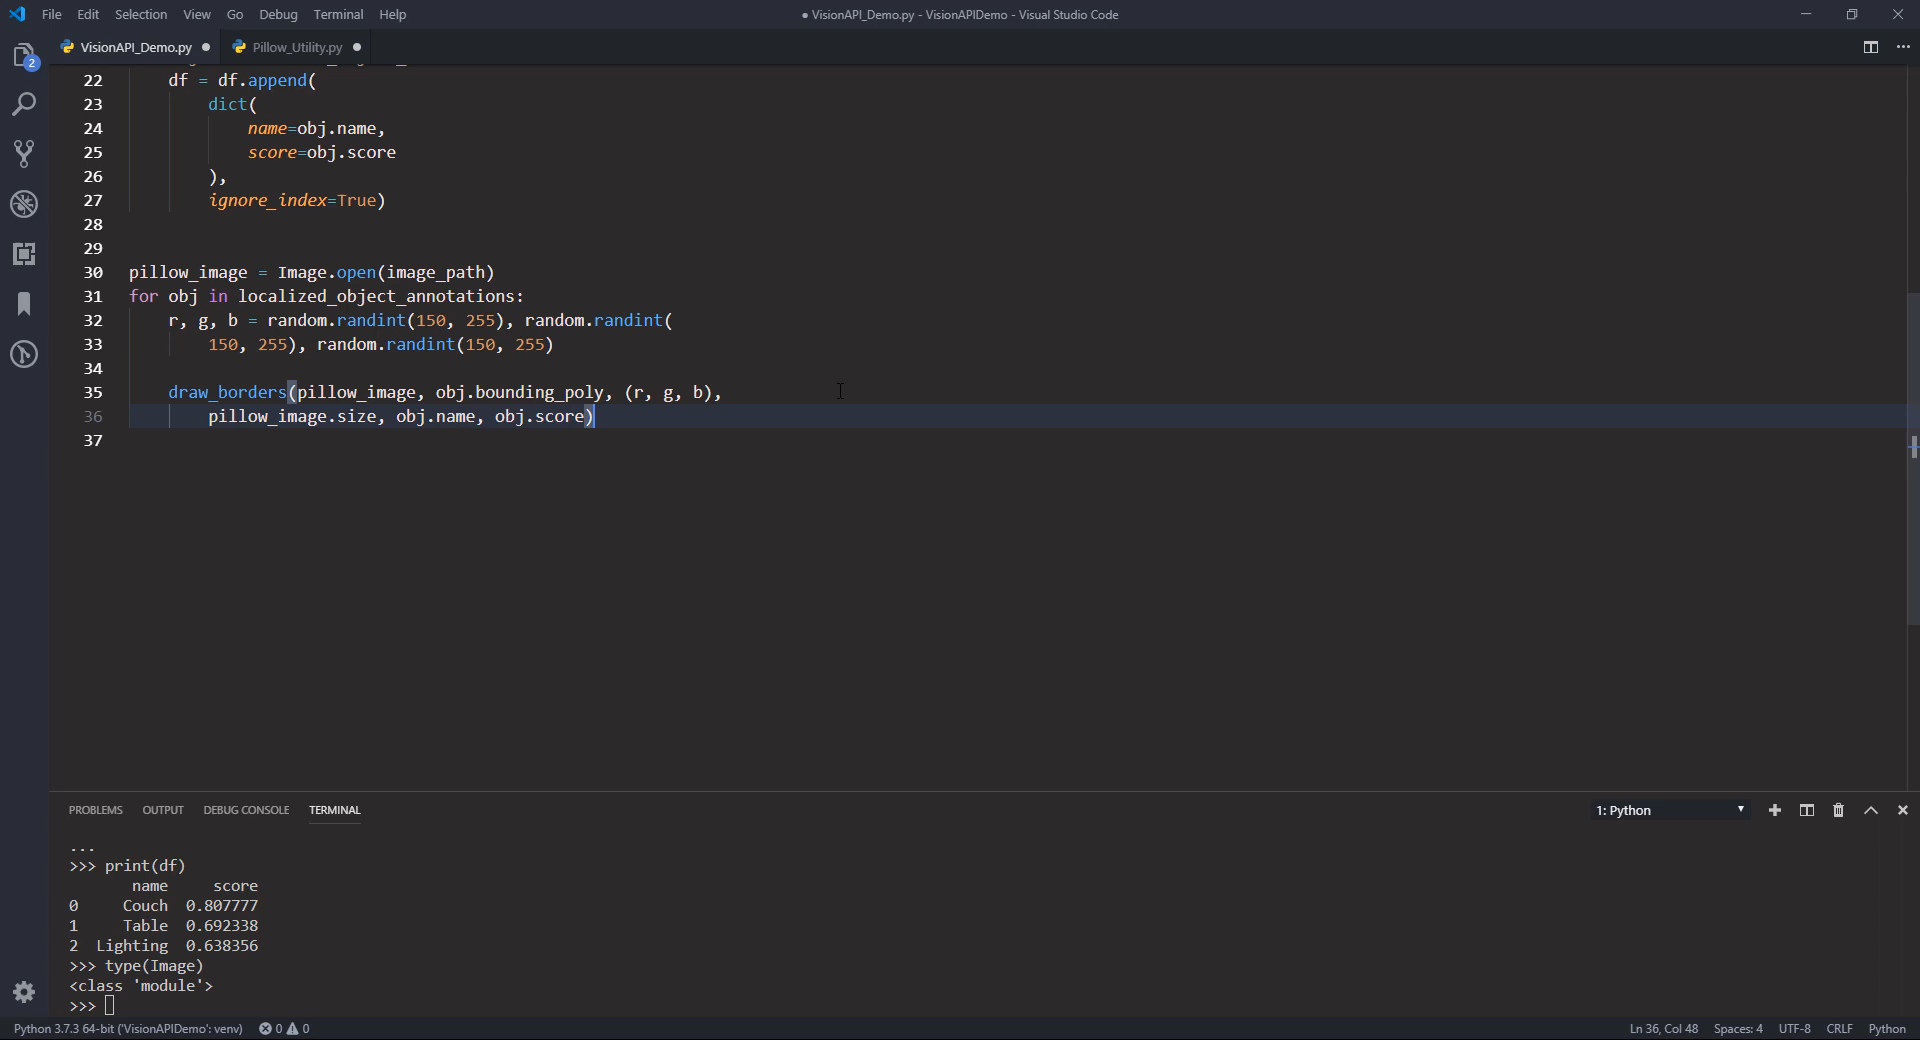 File Edit Selection View Go Debug Terminal Help
● VisionAPI_Demo.py - VisionAPIDemo - Visual Studio Code
VisionAPI_Demo.py ● Pillow_Utility.py ●
2
22 df = df.append(
23 dict(
24 name=obj.name,
25 score=obj.score
26 ),
27 ignore_index=True)
28
29
30 pillow_image = Image.open(image_path)
31 for obj in localized_object_annotations:
32 r, g, b = random.randint(150, 255), random.randint(
33 150, 255), random.randint(150, 255)
34
35 draw_borders(pillow_image, obj.bounding_poly, (r, g, b),
36 pillow_image.size, obj.name, obj.score)
37
PROBLEMS OUTPUT DEBUG CONSOLE TERMINAL
1: Python
...
>>> print(df)
name score
0 Couch 0.807777
1 Table 0.692338
2 Lighting 0.638356
>>> type(Image)
<class 'module'>
>>>
Python 3.7.3 64-bit ('VisionAPIDemo': venv) 0 0
Ln 36, Col 48 Spaces: 4 UTF-8 CRLF Python